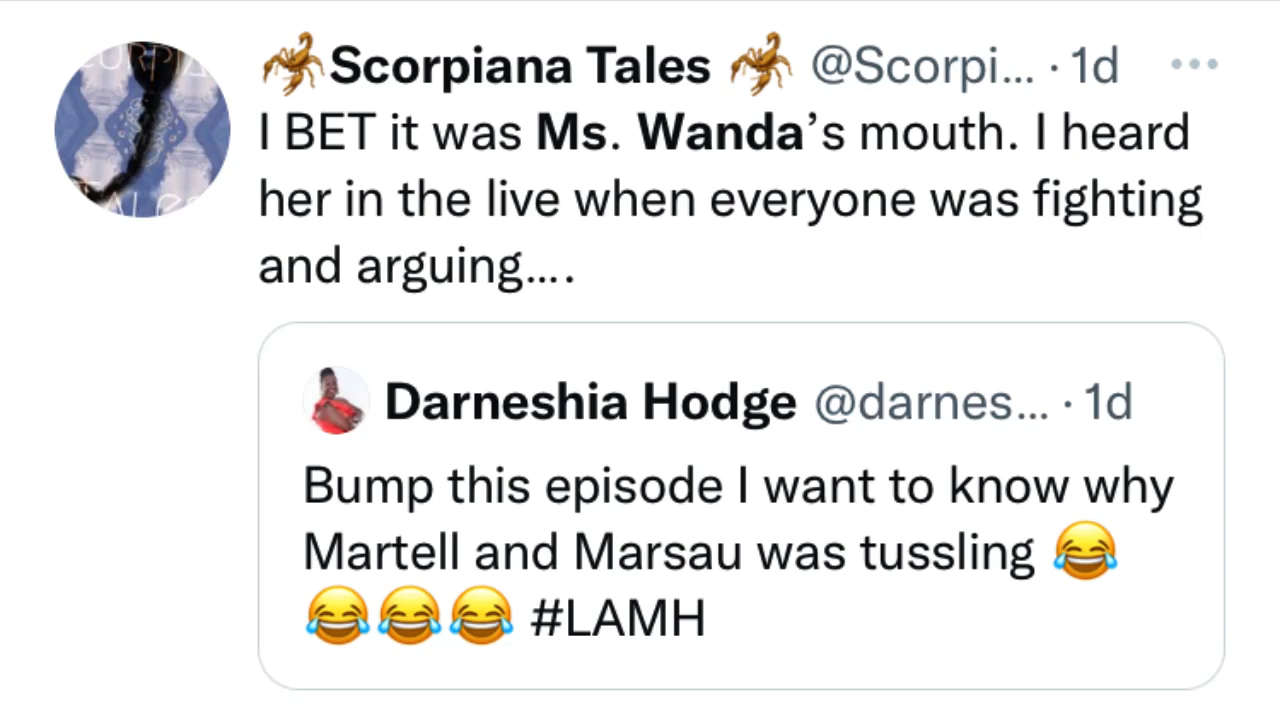 🦂Scorpiana Tales 🦂 @Scorpi... · 1d ···
I BET it was Ms. Wanda's mouth. I heard
her in the live when everyone was fighting
and arguing....
Darneshia Hodge @darnes... · 1d
Bump this episode I want to know why
Martell and Marsau was tussling 😂
😂😂😂 #LAMH